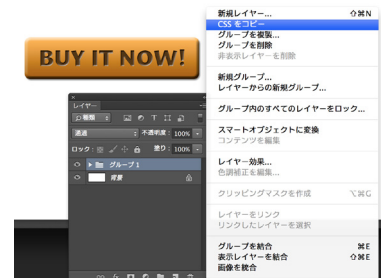 BUY IT NOW!
レイヤー
種類
通過
不透明度: 100%
ロック:
塗り: 100%
グループ 1
背景
fx
新規レイヤー... ⇧⌘N
CSS をコピー
グループを複製...
グループを削除
非表示レイヤーを削除
新規グループ...
レイヤーからの新規グループ...
グループ内のすべてのレイヤーをロック...
スマートオブジェクトに変換
コンテンツを編集
レイヤー効果...
色調補正を編集...
クリッピングマスクを作成 ⌥⌘G
レイヤーをリンク
リンクしたレイヤーを選択
グループを結合 ⌘E
表示レイヤーを結合 ⇧⌘E
画像を統合